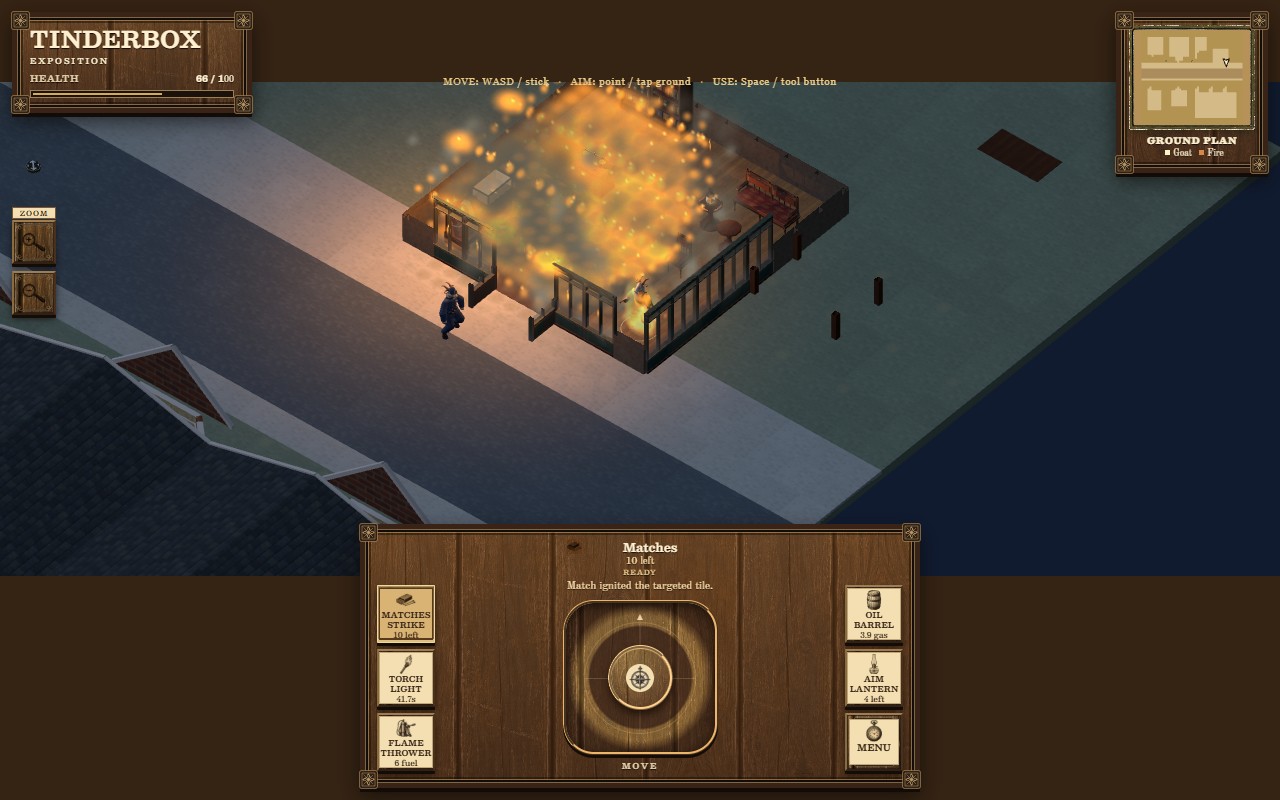 TINDERBOX
EXPOSITION
HEALTH 66 / 100
MOVE: WASD / stick · AIM: point / tap ground · USE: Space / tool button
GROUND PLAN
Goat Fire
ZOOM
Matches
10 left
READY
Match ignited the targeted tile.
MATCHES
STRIKE
10 left
TORCH
LIGHT
41.7s
FLAME
THROWER
6 fuel
OIL
BARREL
3.9 gas
AIM
LANTERN
4 left
MENU
MOVE